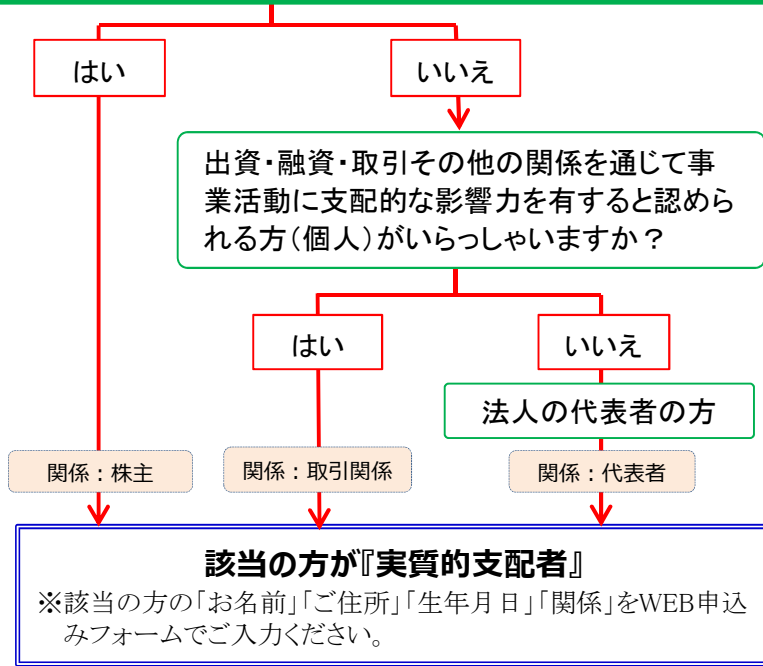 はい
いいえ
出資・融資・取引その他の関係を通じて事
業活動に支配的な影響力を有すると認めら
れる方（個人）がいらっしゃいますか？
はい
いいえ
法人の代表者の方
関係：株主
関係：取引関係
関係：代表者
該当の方が『実質的支配者』
※該当の方の「お名前」「ご住所」「生年月日」「関係」をWEB申込
みフォームでご入力ください。